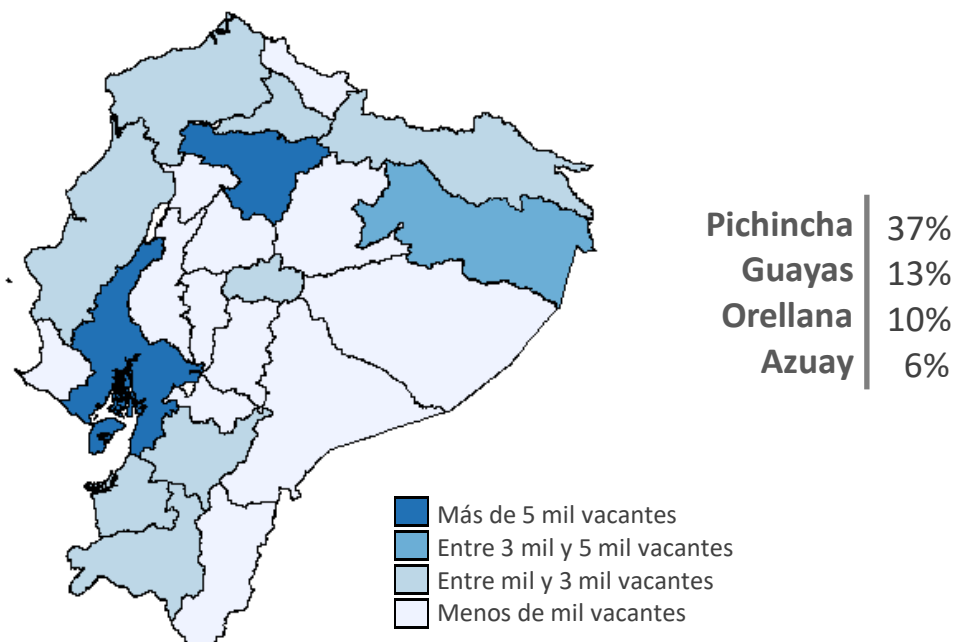 Pichincha 37%
Guayas 13%
Orellana 10%
Azuay 6%
Más de 5 mil vacantes
Entre 3 mil y 5 mil vacantes
Entre mil y 3 mil vacantes
Menos de mil vacantes